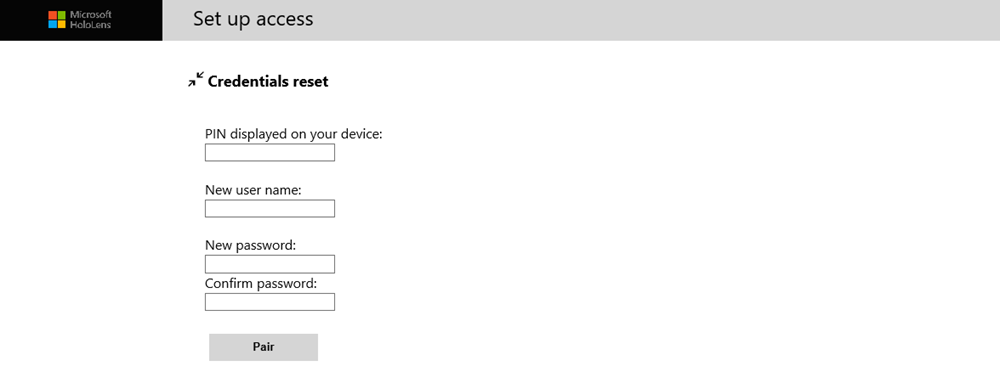 Microsoft
HoloLens
Set up access
Credentials reset
PIN displayed on your device:
New user name:
New password:
Confirm password:
Pair